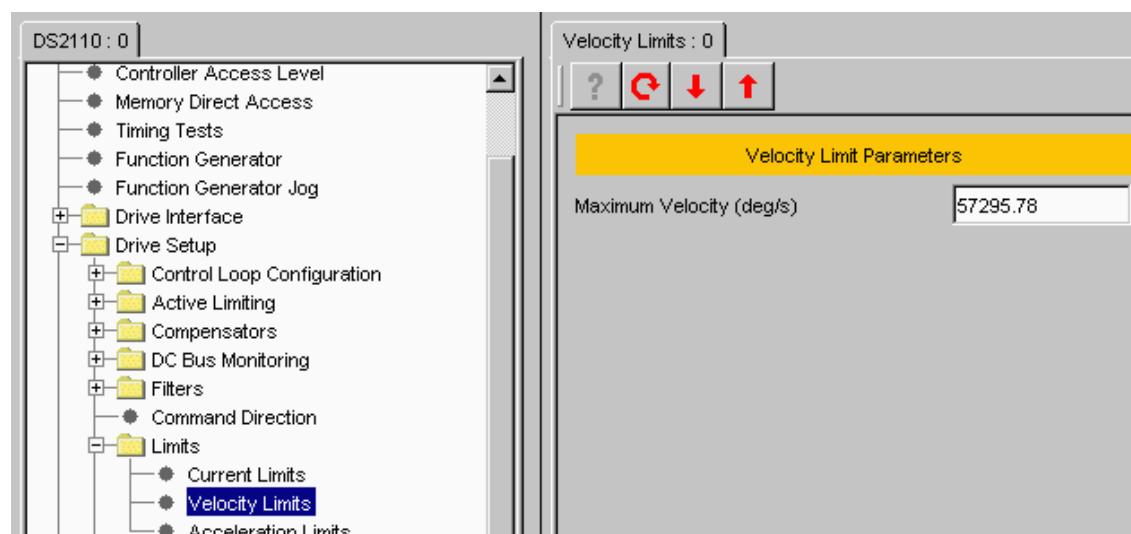 DS2110 : 0
Controller Access Level
Memory Direct Access
Timing Tests
Function Generator
Function Generator Jog
Drive Interface
Drive Setup
Control Loop Configuration
Active Limiting
Compensators
DC Bus Monitoring
Filters
Command Direction
Limits
Current Limits
Velocity Limits
Acceleration Limits
Velocity Limits : 0
?
Velocity Limit Parameters
Maximum Velocity (deg/s) 57295.78